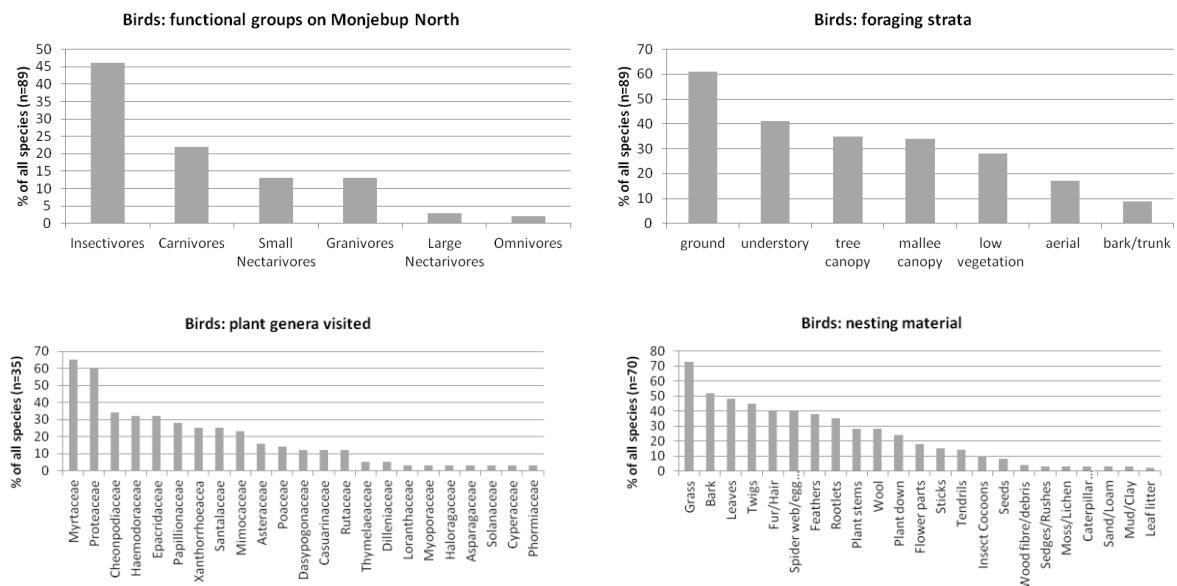 Birds: functional groups on Monjebup North
% of all species (n=89)
50
45
40
35
30
25
20
15
10
5
0
Insectivores
Carnivores
Small
Nectarivores
Granivores
Large
Nectarivores
Omnivores
Birds: foraging strata
% of all species (n=89)
70
60
50
40
30
20
10
0
ground
understory
tree
canopy
mallee
canopy
low
vegetation
aerial
bark/trunk
Birds: plant genera visited
% of all species (n=35)
70
60
50
40
30
20
10
0
Myrtaceae
Proteaceae
Cheonpodiaceae
Haemodoraceae
Epacridaceae
Papillionaceae
Xanthorrhoeacea
Santalaceae
Mimocaceae
Asteraceae
Poaceae
Dasypogonaceae
Casuarinaceae
Rutaceae
Thymelaeaceae
Dilleniaceae
Loranthaceae
Myoporaceae
Haloragaceae
Asparagaceae
Solanaceae
Cyperaceae
Phormiaceae
Birds: nesting material
% of all species (n=70)
80
70
60
50
40
30
20
10
0
Grass
Bark
Leaves
Twigs
Fur/Hair
Spider web/egg…
Feathers
Rootlets
Plant stems
Wool
Plant down
Flower parts
Sticks
Tendrils
Insect Cocoons
Seeds
Wood fibre/debris
Sedges/Rushes
Moss/Lichen
Caterpillar…
Sand/Loam
Mud/Clay
Leaf litter